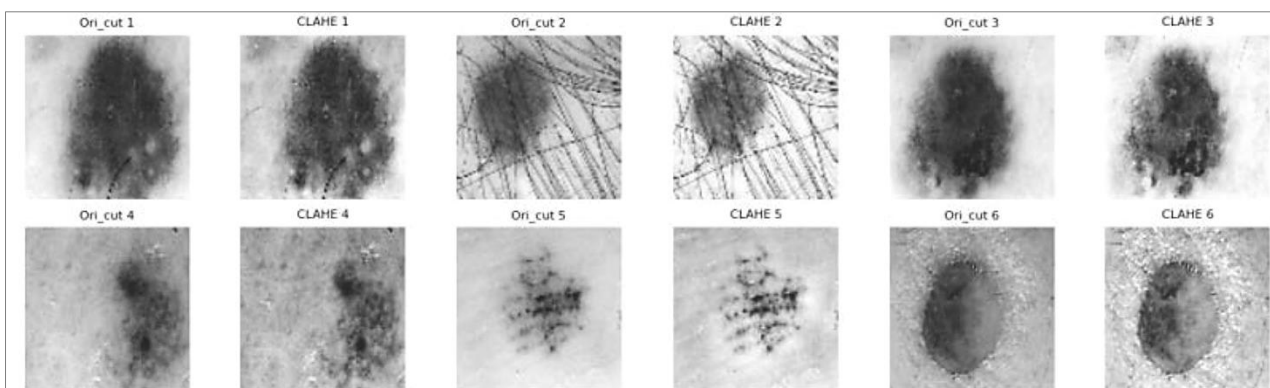 Ori_cut 1 CLAHE 1 Ori_cut 2 CLAHE 2 Ori_cut 3 CLAHE 3
Ori_cut 4 CLAHE 4 Ori_cut 5 CLAHE 5 Ori_cut 6 CLAHE 6